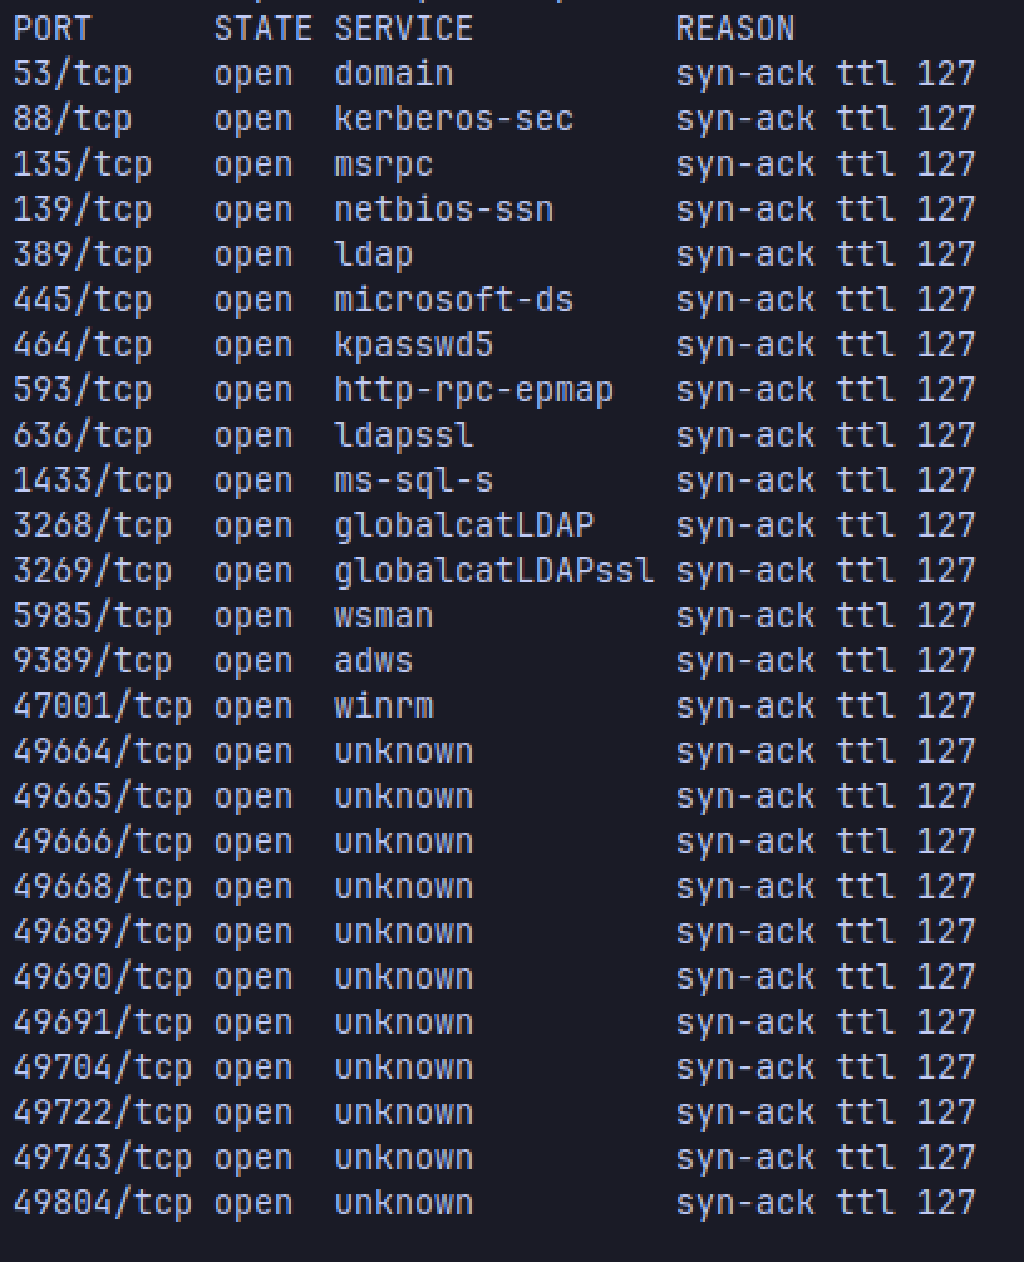 PORT      STATE SERVICE          REASON
53/tcp    open  domain           syn-ack ttl 127
88/tcp    open  kerberos-sec     syn-ack ttl 127
135/tcp   open  msrpc            syn-ack ttl 127
139/tcp   open  netbios-ssn      syn-ack ttl 127
389/tcp   open  ldap             syn-ack ttl 127
445/tcp   open  microsoft-ds     syn-ack ttl 127
464/tcp   open  kpasswd5         syn-ack ttl 127
593/tcp   open  http-rpc-epmap   syn-ack ttl 127
636/tcp   open  ldapssl          syn-ack ttl 127
1433/tcp  open  ms-sql-s         syn-ack ttl 127
3268/tcp  open  globalcatLDAP    syn-ack ttl 127
3269/tcp  open  globalcatLDAPssl syn-ack ttl 127
5985/tcp  open  wsman            syn-ack ttl 127
9389/tcp  open  adws             syn-ack ttl 127
47001/tcp open  winrm            syn-ack ttl 127
49664/tcp open  unknown          syn-ack ttl 127
49665/tcp open  unknown          syn-ack ttl 127
49666/tcp open  unknown          syn-ack ttl 127
49668/tcp open  unknown          syn-ack ttl 127
49689/tcp open  unknown          syn-ack ttl 127
49690/tcp open  unknown          syn-ack ttl 127
49691/tcp open  unknown          syn-ack ttl 127
49704/tcp open  unknown          syn-ack ttl 127
49722/tcp open  unknown          syn-ack ttl 127
49743/tcp open  unknown          syn-ack ttl 127
49804/tcp open  unknown          syn-ack ttl 127